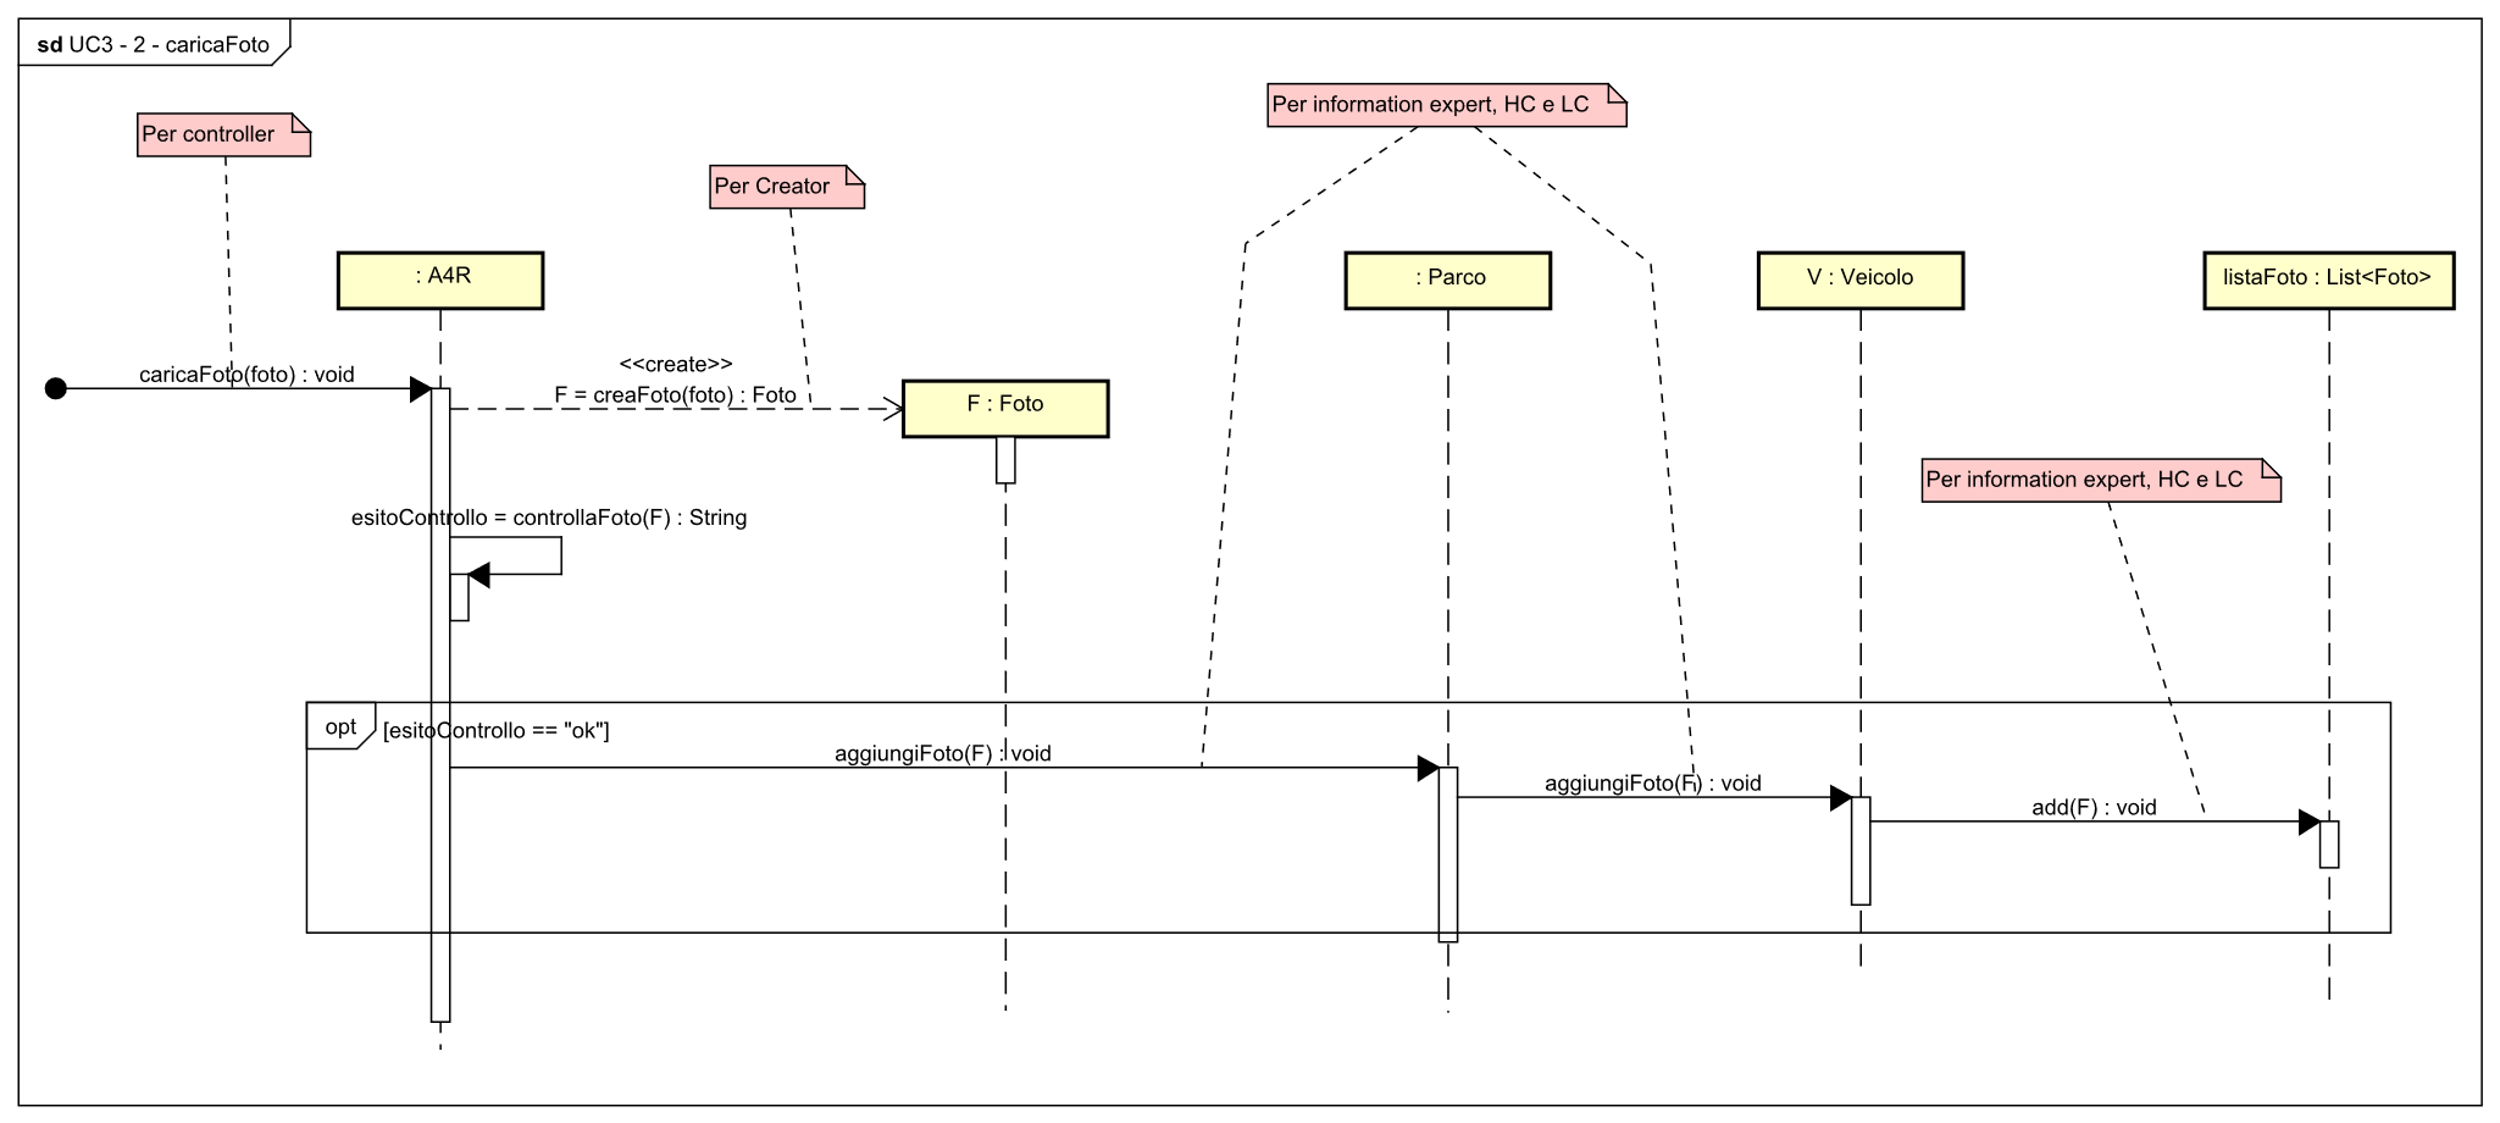 sd UC3 - 2 - caricaFoto
Per information expert, HC e LC
Per controller
Per Creator
: A4R
: Parco
V : Veicolo
listaFoto : List<Foto>
<<create>>
caricaFoto(foto) : void
F = creaFoto(foto) : Foto
F : Foto
Per information expert, HC e LC
esitoControllo = controllaFoto(F) : String
opt
[esitoControllo == "ok"]
aggiungiFoto(F) : void
aggiungiFoto(F) : void
add(F) : void